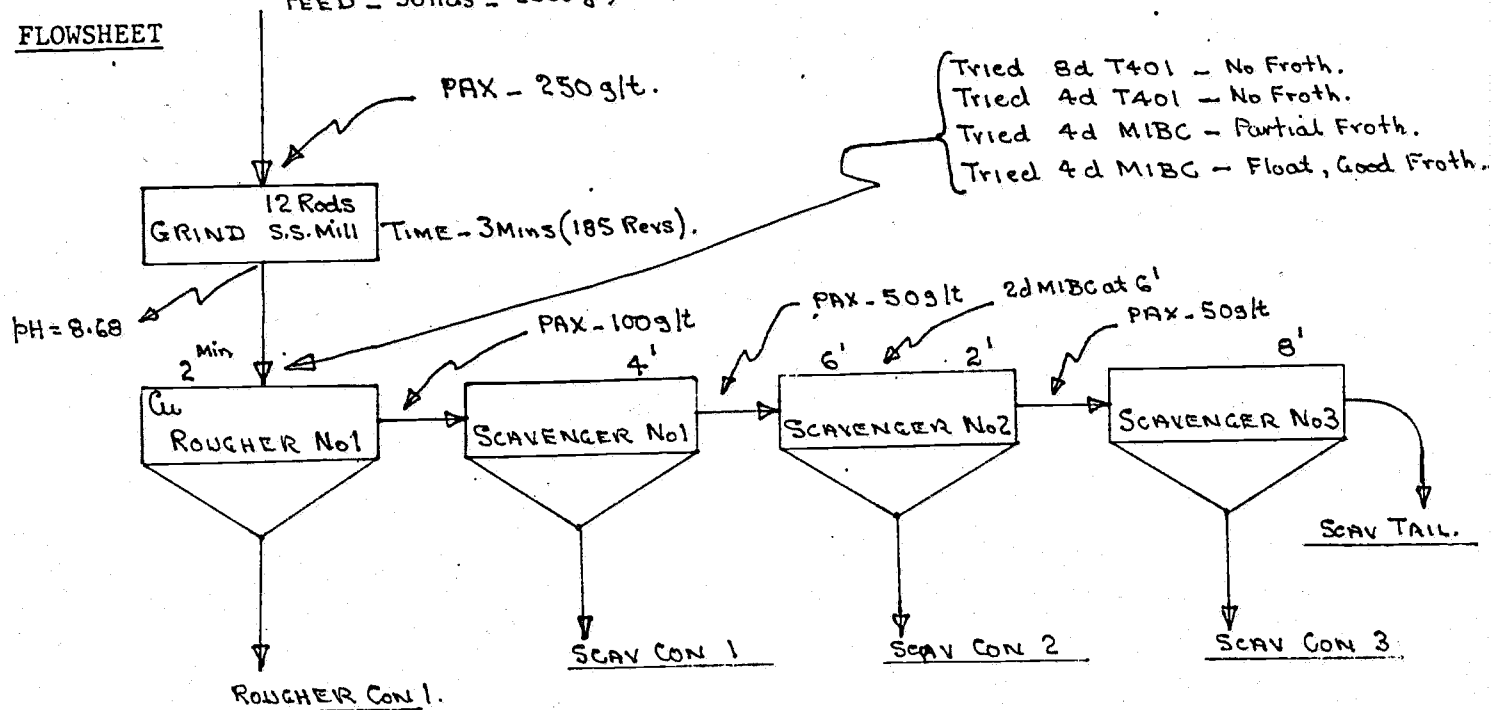 FEED - Solids -
FLOWSHEET
PAX - 250 g/t.
Tried 8d T401 - No Froth.
Tried 4d T401 - No Froth.
Tried 4d MIBC - Partial Froth.
Tried 4d MIBC - Float, Good Froth.
12 Rods
GRIND S.S. Mill
TIME - 3 Mins (185 Revs).
pH = 8.68
PAX - 100 g/t
PAX - 50 g/t
2d MIBC at 6'
PAX - 50 g/t
2 Min
4'
6'
2'
8'
Cu
ROUGHER No1
SCAVENGER No1
SCAVENGER No2
SCAVENGER No3
SCAV TAIL.
SCAV CON 1
SCAV CON 2
SCAV CON 3
ROUGHER CON 1.